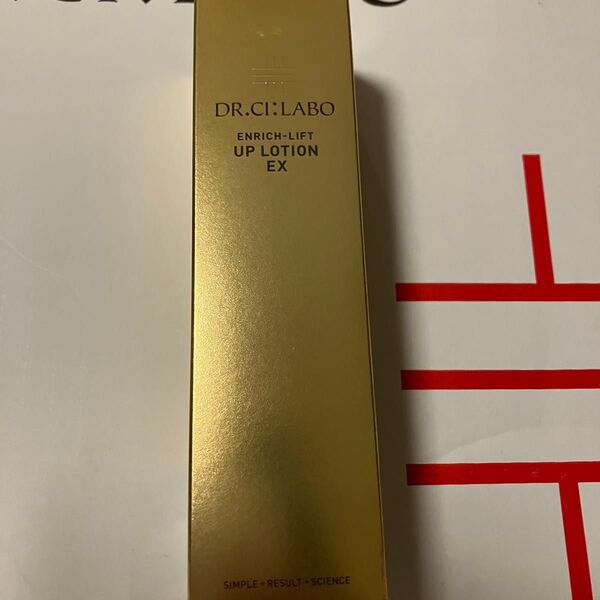 DR.CI:LABO
ENRICH-LIFT
UP LOTION
EX
SIMPLE = RESULT · SCIENCE